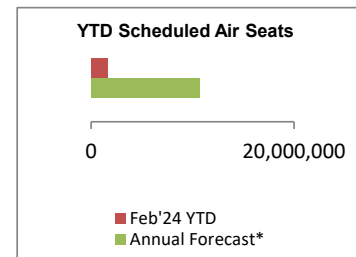 YTD Scheduled Air Seats
0 20,000,000
Feb'24 YTD
Annual Forecast*